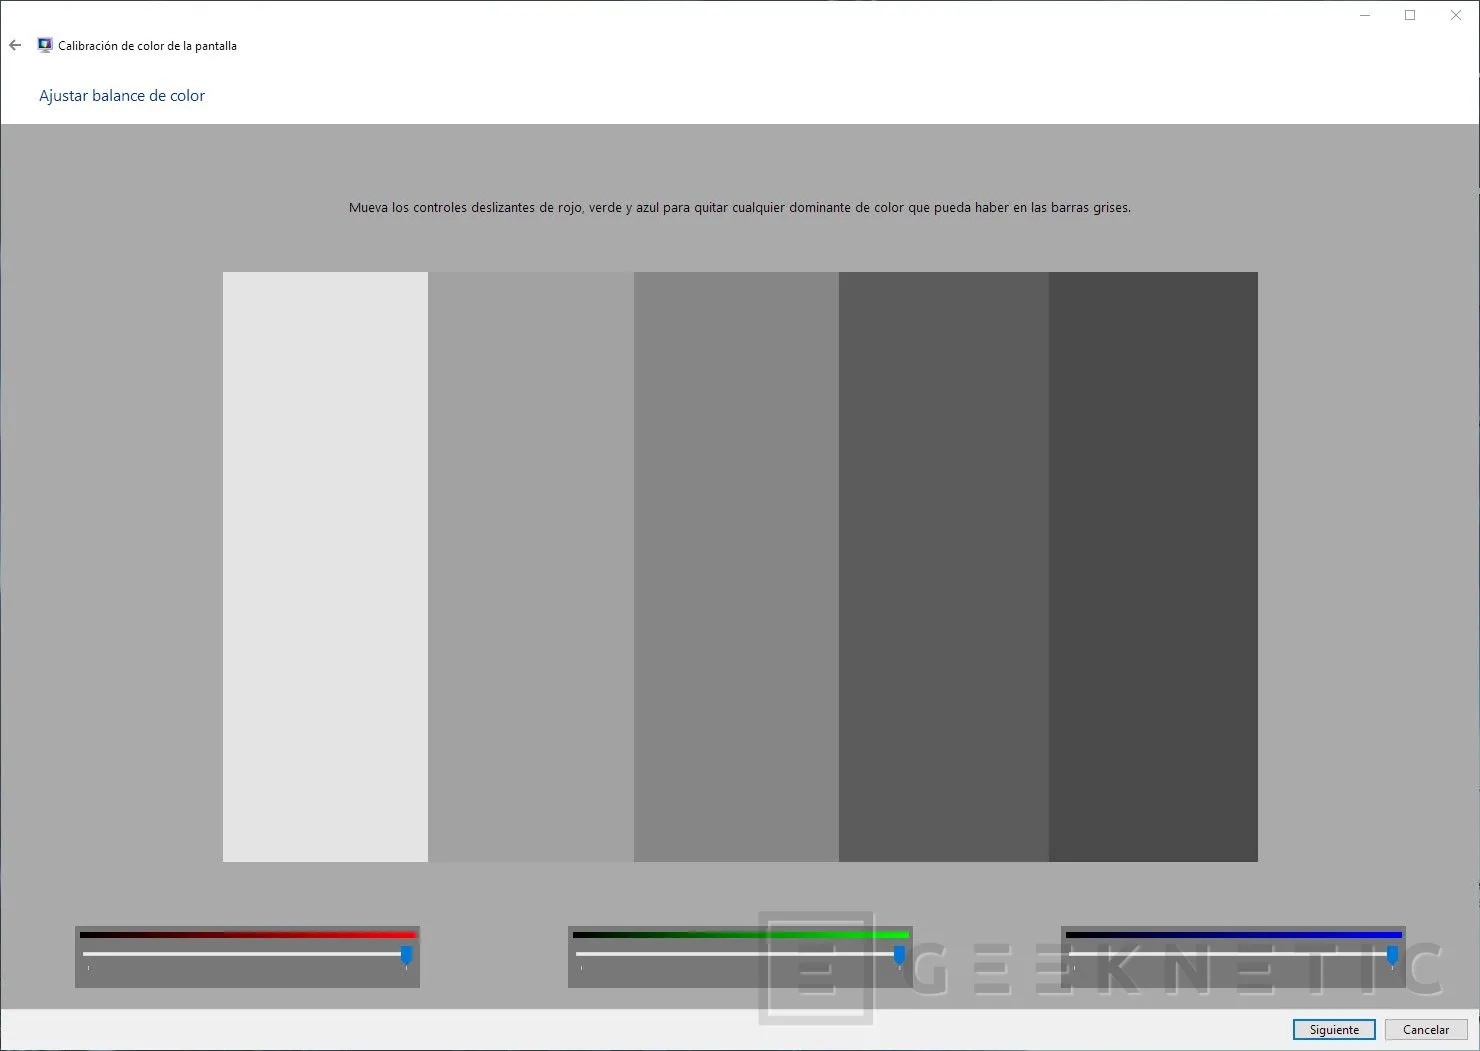 Calibración de color de la pantalla
Ajustar balance de color
Mueva los controles deslizantes de rojo, verde y azul para quitar cualquier dominante de color que pueda haber en las barras grises.
GEEKNETIC
Siguiente
Cancelar